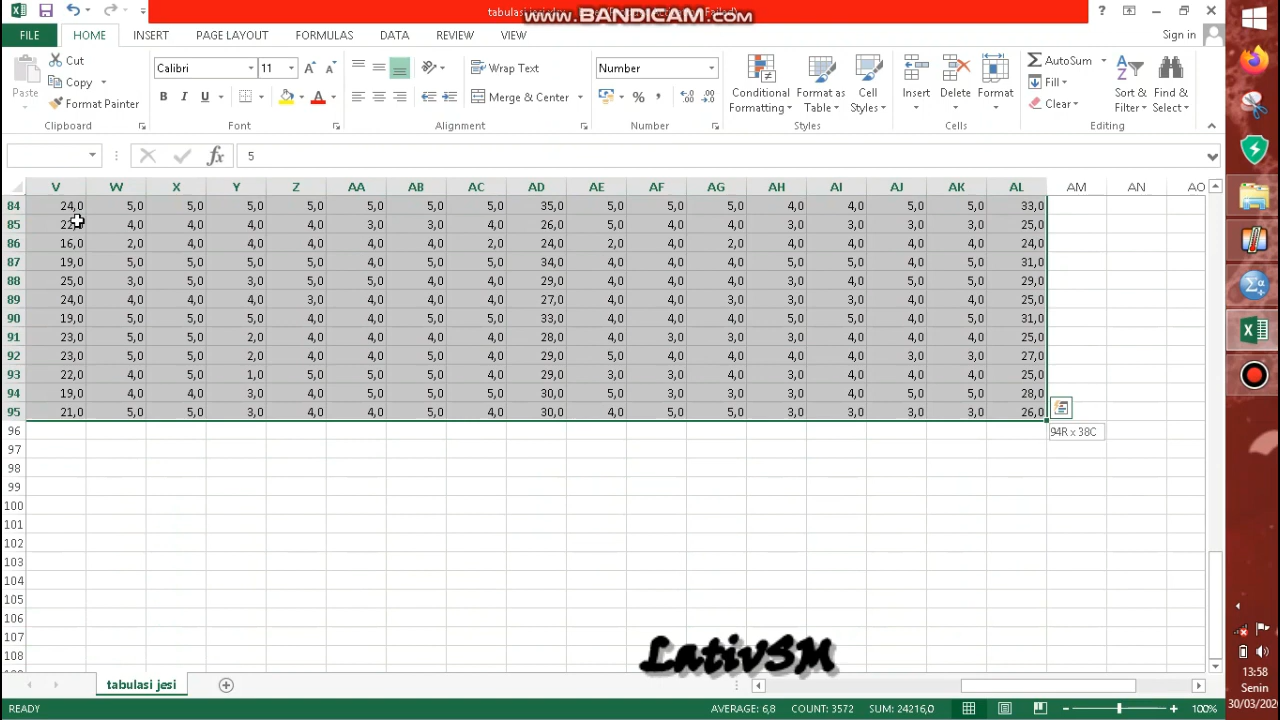 tabulasi jesi
www.BANDICAM.com
FILE HOME INSERT PAGE LAYOUT FORMULAS DATA REVIEW VIEW Sign in
Paste Cut Copy Format Painter
Calibri 11
Wrap Text
Merge & Center
Number
Conditional Formatting Format as Table Cell Styles
Insert Delete Format
AutoSum Fill Clear
Sort & Filter Find & Select
Clipboard Font Alignment Number Styles Cells Editing
5
V W X Y Z AA AB AC AD AE AF AG AH AI AJ AK AL AM AN AO
84 24,0 5,0 5,0 5,0 5,0 5,0 5,0 5,0 5,0 5,0 5,0 4,0 4,0 5,0 5,0 33,0
85 4,0 4,0 4,0 4,0 3,0 3,0 4,0 26,0 5,0 4,0 4,0 3,0 3,0 3,0 3,0 25,0
86 16,0 2,0 4,0 4,0 4,0 4,0 4,0 2,0 2,0 4,0 2,0 4,0 4,0 4,0 4,0 24,0
87 19,0 5,0 5,0 5,0 5,0 4,0 5,0 5,0 4,0 4,0 4,0 5,0 5,0 4,0 5,0 31,0
88 25,0 3,0 5,0 5,0 5,0 4,0 4,0 4,0 4,0 4,0 4,0 3,0 4,0 5,0 5,0 29,0
89 24,0 4,0 4,0 4,0 3,0 4,0 4,0 4,0 4,0 4,0 3,0 3,0 4,0 4,0 3,0 25,0
90 19,0 5,0 5,0 5,0 4,0 5,0 5,0 4,0 5,0 4,0 4,0 5,0 5,0 4,0 4,0 31,0
91 23,0 5,0 5,0 2,0 4,0 4,0 4,0 4,0 4,0 3,0 3,0 3,0 4,0 4,0 4,0 25,0
92 23,0 5,0 5,0 2,0 4,0 4,0 5,0 4,0 5,0 4,0 4,0 4,0 4,0 3,0 3,0 27,0
93 22,0 4,0 5,0 1,0 5,0 5,0 5,0 4,0 3,0 3,0 4,0 3,0 4,0 4,0 4,0 25,0
94 19,0 4,0 4,0 3,0 4,0 5,0 5,0 5,0 30,0 4,0 3,0 3,0 4,0 4,0 5,0 5,0 28,0
95 21,0 5,0 5,0 3,0 4,0 4,0 5,0 4,0 4,0 5,0 5,0 3,0 3,0 3,0 3,0 26,0
94R x 38C
96
97
98
99
100
101
102
103
104
105
106
107
108
LativSM
tabulasi jesi
READY AVERAGE: 6,8 COUNT: 3572 SUM: 24216,0 100%
13:58
Senin